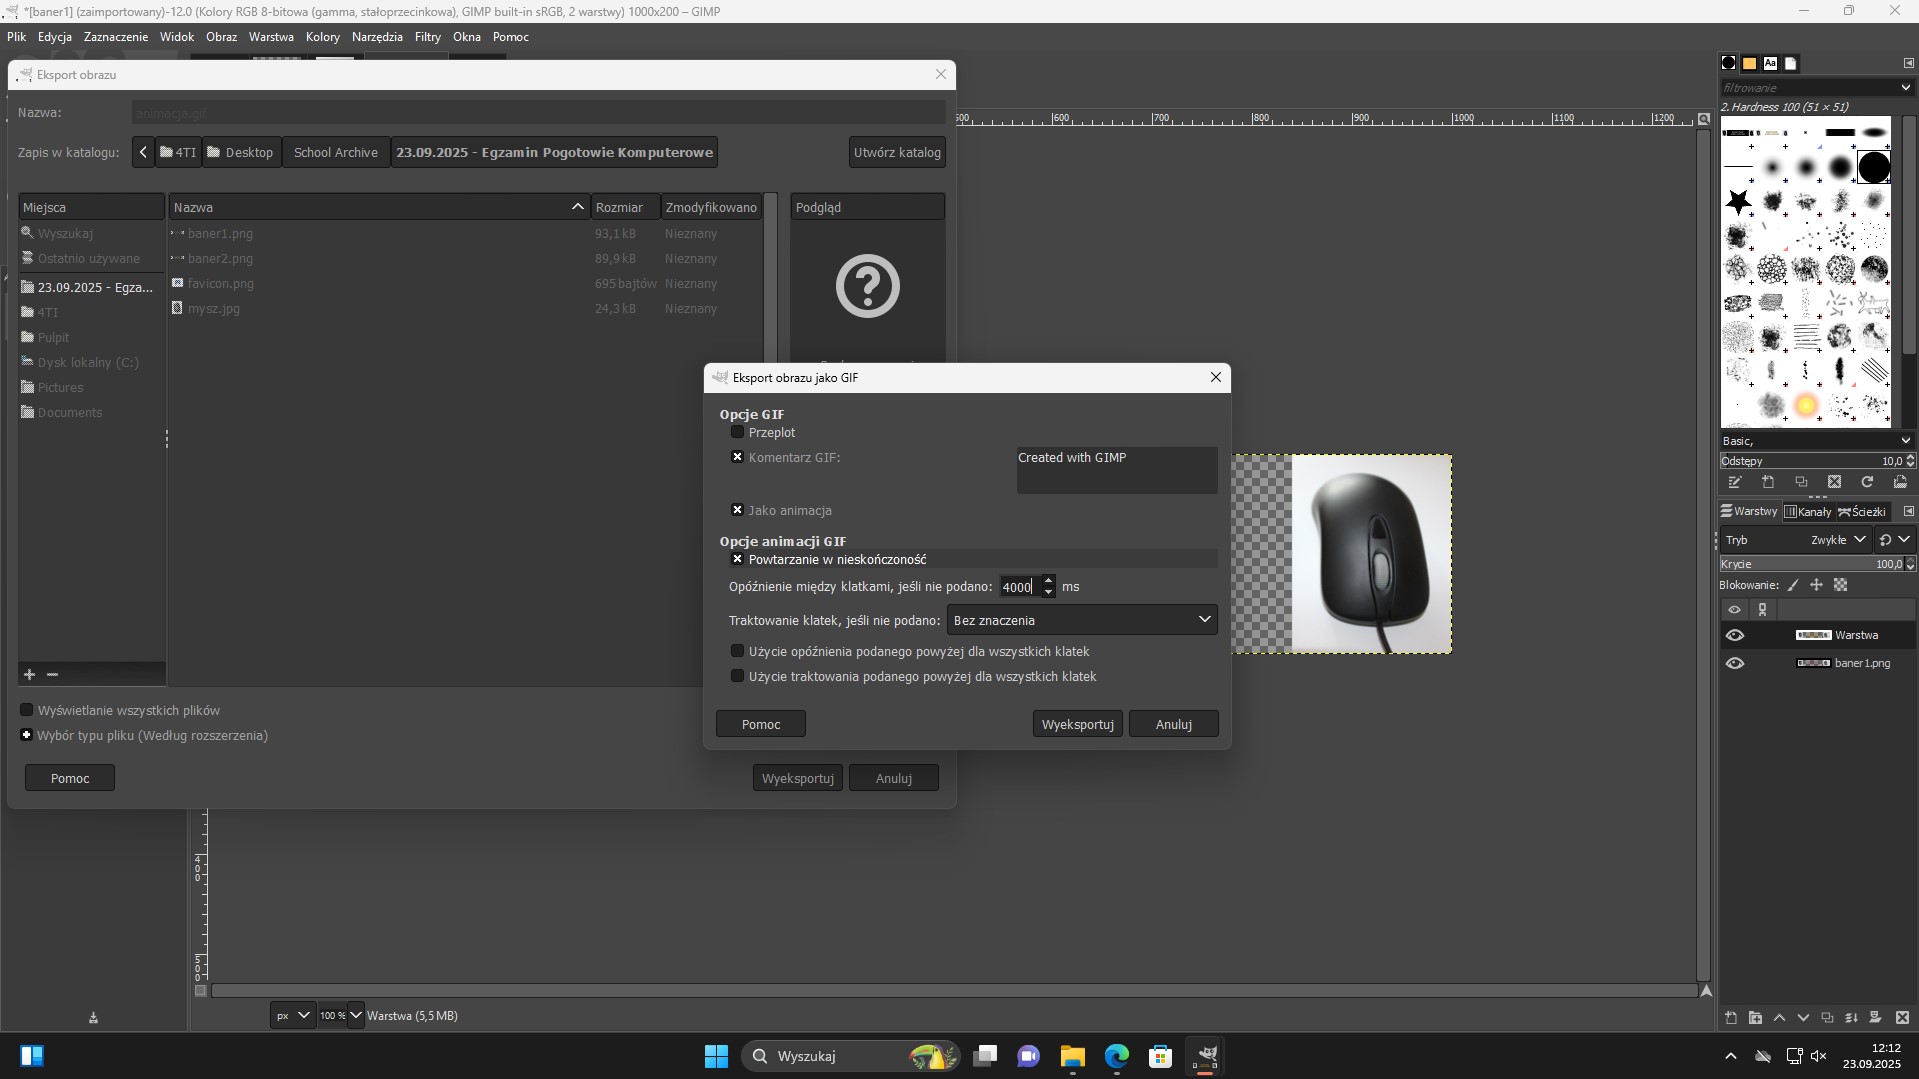 *[baner1] (zaimportowany)-12.0 (Kolory RGB 8-bitowa (gamma, stałoprzecinkowa), GIMP built-in sRGB, 2 warstwy) 1000x200 – GIMP
Plik Edycja Zaznaczenie Widok Obraz Warstwa Kolory Narzędzia Filtry Okna Pomoc
Eksport obrazu
Nazwa: animacja.gif
Zapis w katalogu: 4TI Desktop School Archive 23.09.2025 - Egzamin Pogotowie Komputerowe Utwórz katalog
Miejsca Nazwa Rozmiar Zmodyfikowano Podgląd
Wyszukaj baner1.png 93,1 kB Nieznany
Ostatnio używane baner2.png 89,9 kB Nieznany
23.09.2025 - Egza... favicon.png 695 bajtów Nieznany
4TI mysz.jpg 24,3 kB Nieznany
Pulpit
Dysk lokalny (C:)
Pictures
Documents
Wyświetlanie wszystkich plików
Wybór typu pliku (Według rozszerzenia)
Pomoc Wyeksportuj Anuluj
Eksport obrazu jako GIF
Opcje GIF
Przeplot
Komentarz GIF: Created with GIMP
Jako animacja
Opcje animacji GIF
Powtarzanie w nieskończoność
Opóźnienie między klatkami, jeśli nie podano: 4000 ms
Traktowanie klatek, jeśli nie podano: Bez znaczenia
Użycie opóźnienia podanego powyżej dla wszystkich klatek
Użycie traktowania podanego powyżej dla wszystkich klatek
Pomoc Wyeksportuj Anuluj
600 700 800 900 1000 1100 1200
400
500
px 100 % Warstwa (5,5 MB)
Aa
filtrowanie
2. Hardness 100 (51 × 51)
Basic,
Odstępy 10,0
Warstwy Kanały Ścieżki
Tryb Zwykłe
Krycie 100,0
Blokowanie:
Warstwa
baner1.png
Wyszukaj
12:12
23.09.2025